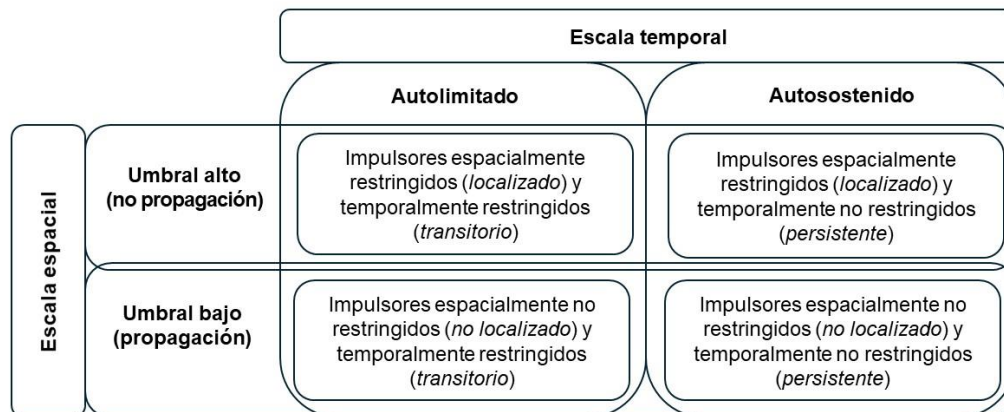 Escala temporal
Autolimitado
Autosostenido
Escala espacial
Umbral alto
(no propagación)
Impulsores espacialmente
restringidos (localizado) y
temporalmente restringidos
(transitorio)
Impulsores espacialmente
restringidos (localizado) y
temporalmente no restringidos
(persistente)
Umbral bajo
(propagación)
Impulsores espacialmente no
restringidos (no localizado) y
temporalmente restringidos
(transitorio)
Impulsores espacialmente no
restringidos (no localizado) y
temporalmente no restringidos
(persistente)